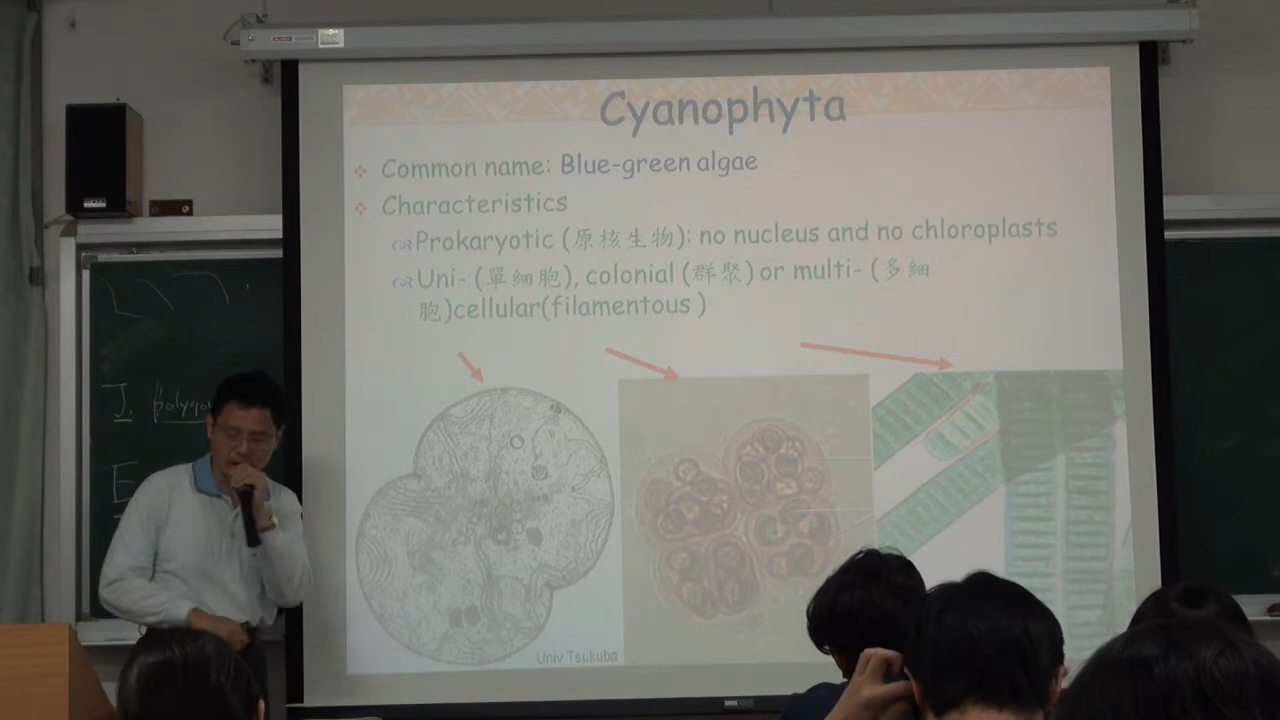 Cyanophyta
Common name: Blue-green algae
Characteristics
Prokaryotic (原核生物): no nucleus and no chloroplasts
Uni- (單細胞), colonial (群聚) or multi- (多細
胞)cellular(filamentous )
Univ.Tsukuba
J. polygo
E